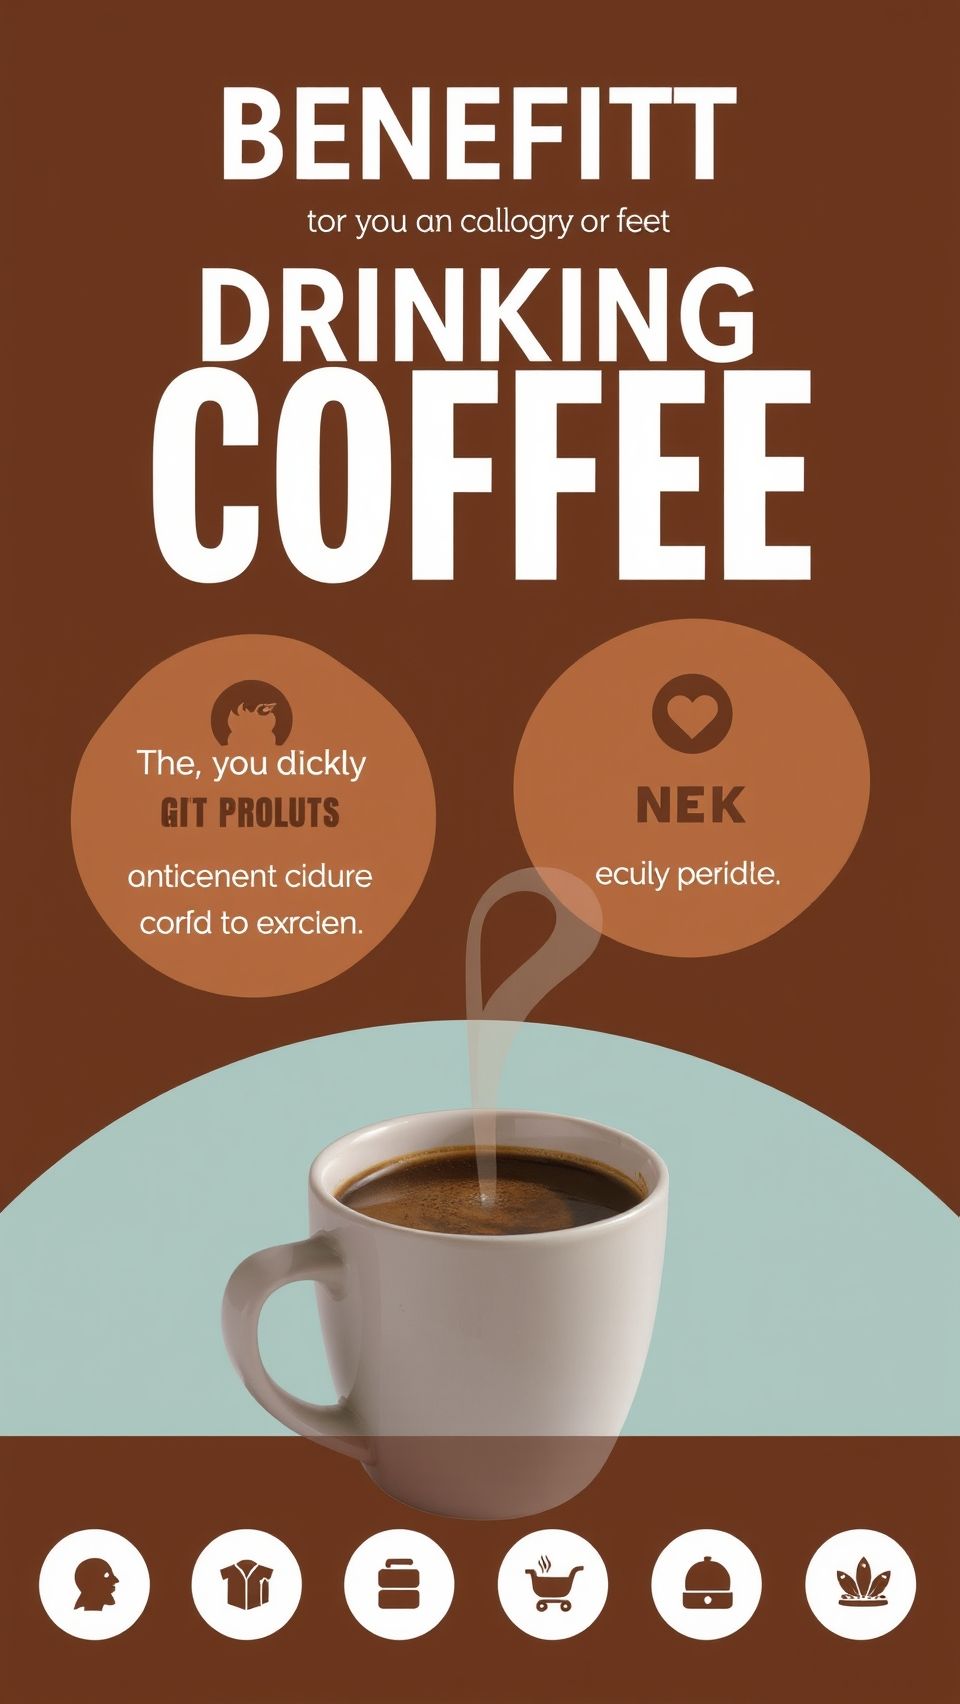 BENEFITT
tor you an callogry or feet
DRINKING
COFFEE
The, you dickly
GIT PROLUTS
anticenent cidure
corfd to exrcien.
NEK
ecuily peridle.